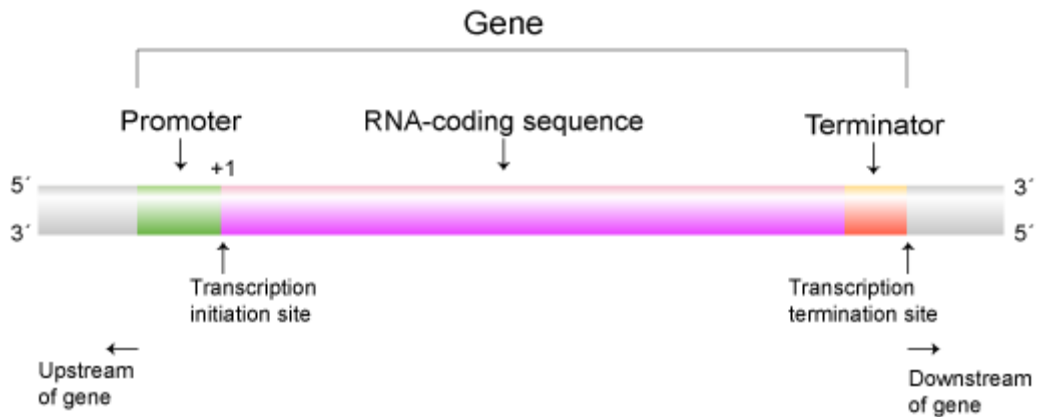 Gene
Promoter
RNA-coding sequence
Terminator
+1
5´
3´
3´
5´
Transcription
initiation site
Transcription
termination site
Upstream
of gene
Downstream
of gene